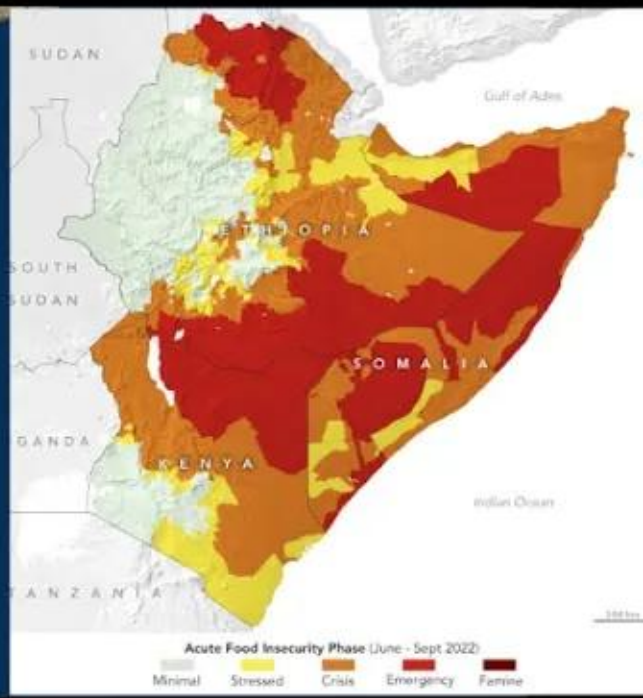 SUDAN
Gulf of Aden
ETHIOPIA
SOUTH
SUDAN
SOMALIA
GANDA
KENYA
Indian Ocean
TANZANIA
Acute Food Insecurity Phase (June - Sept 2022)
Minimal Stressed Crisis Emergency Famine